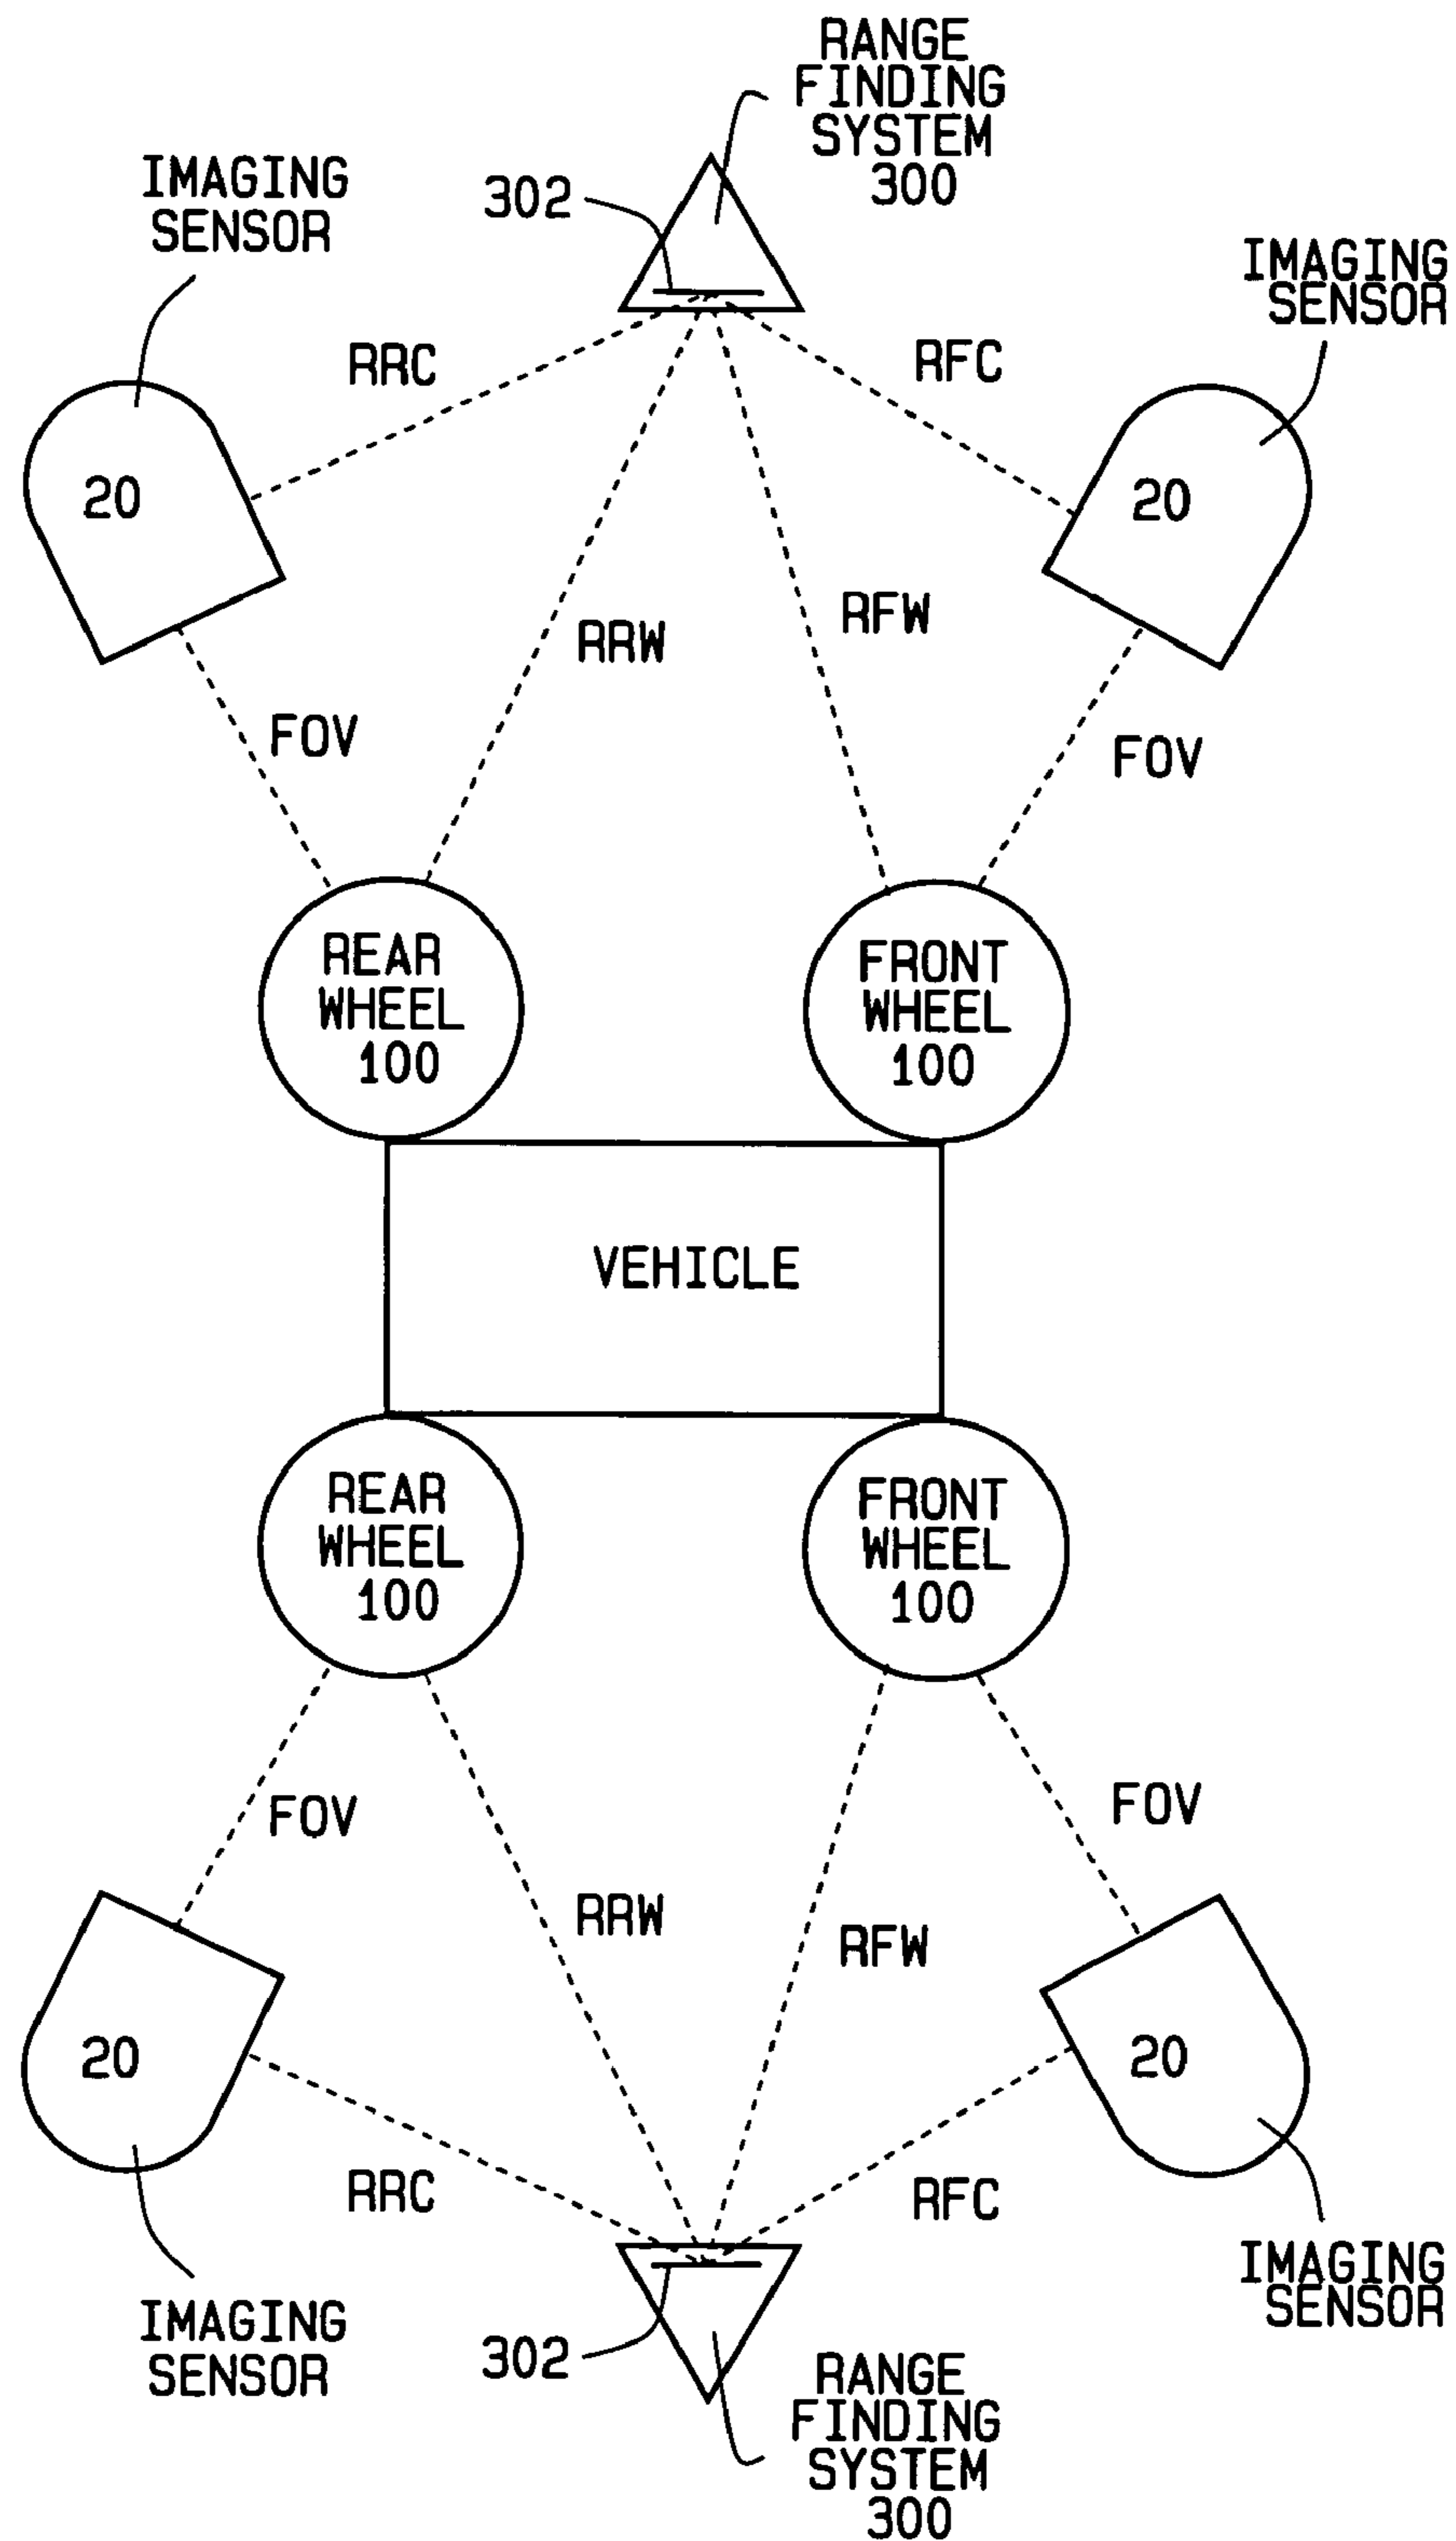 RANGE
FINDING
SYSTEM
300
302
IMAGING
SENSOR
IMAGING
SENSOR
RRC
RFC
20
20
RRW
RFW
FOV
FOV
REAR
WHEEL
100
FRONT
WHEEL
100
VEHICLE
REAR
WHEEL
100
FRONT
WHEEL
100
FOV
FOV
RRW
RFW
20
20
RRC
RFC
IMAGING
SENSOR
IMAGING
SENSOR
302
RANGE
FINDING
SYSTEM
300